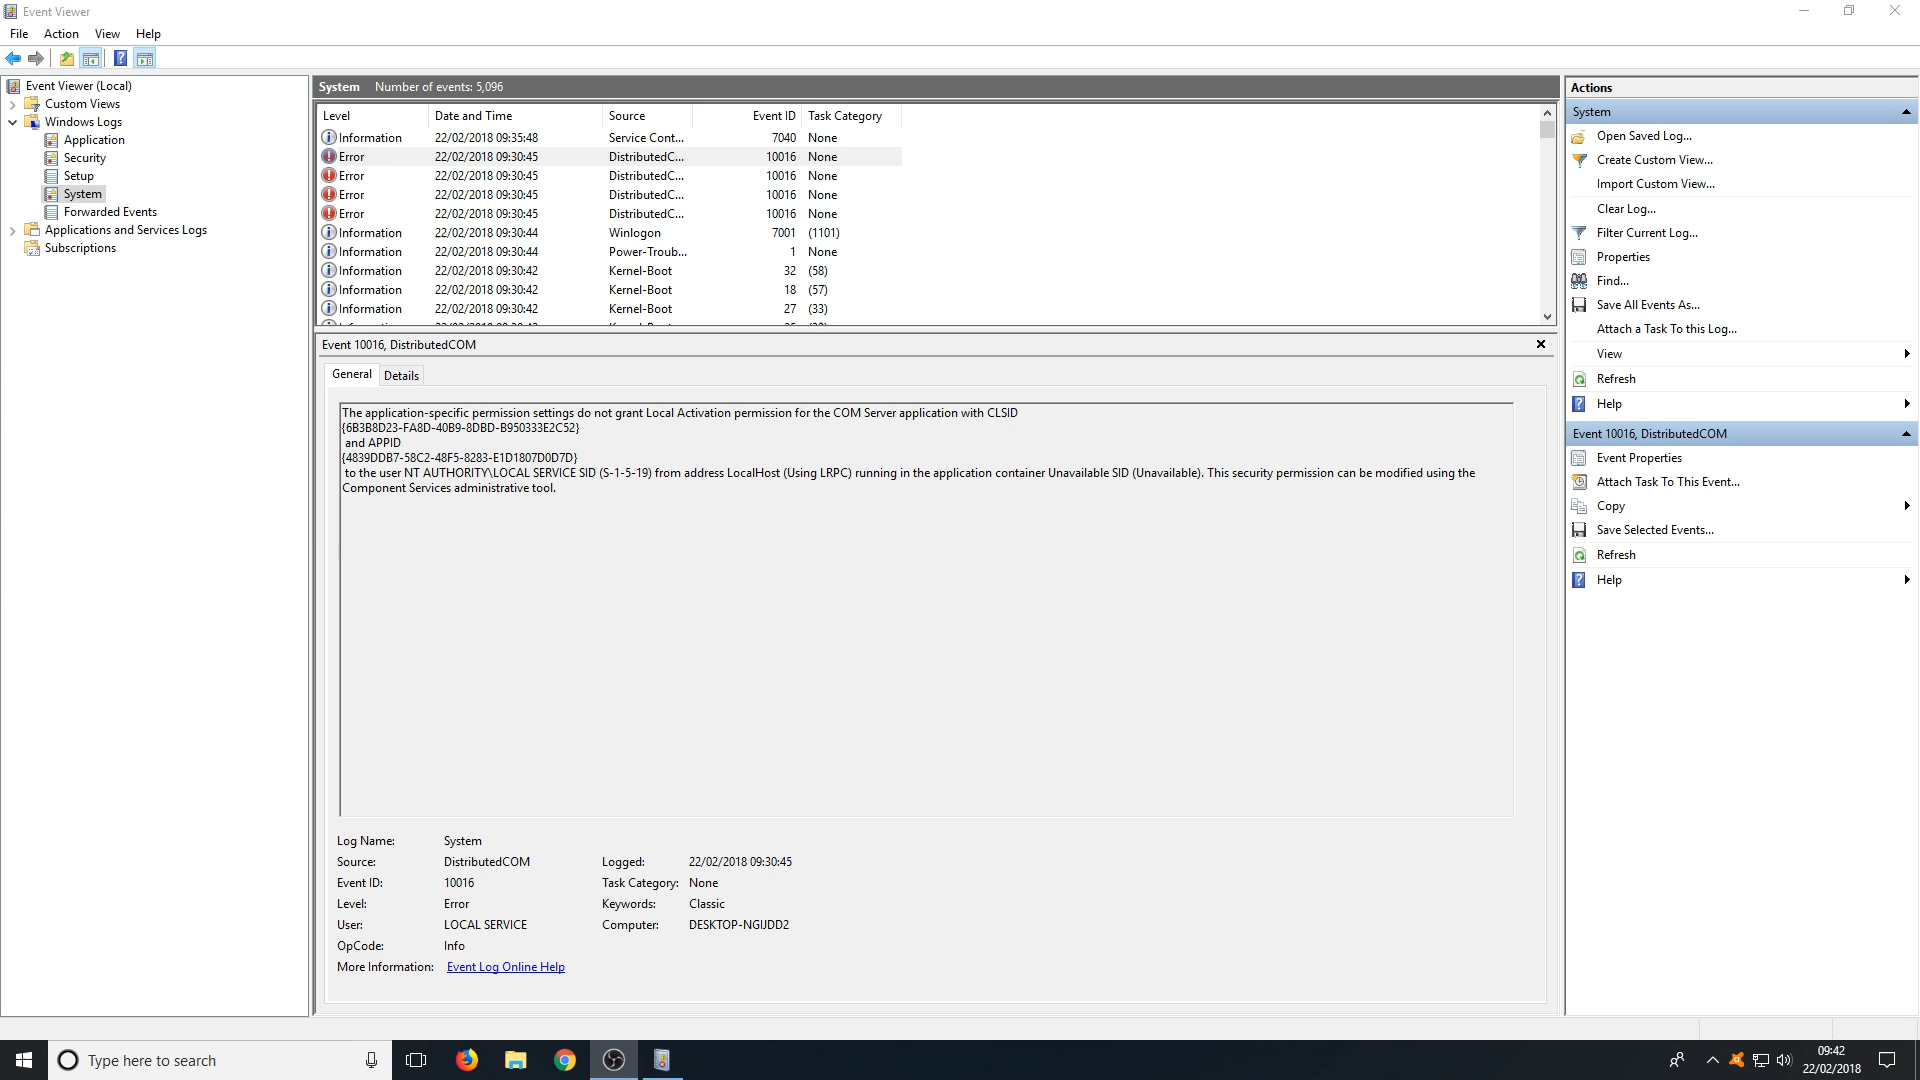 Event Viewer
File Action View Help
Event Viewer (Local)
Custom Views
Windows Logs
Application
Security
Setup
System
Forwarded Events
Applications and Services Logs
Subscriptions
System Number of events: 5,096
Level Date and Time Source Event ID Task Category
Information 22/02/2018 09:35:48 Service Cont... 7040 None
Error 22/02/2018 09:30:45 DistributedC... 10016 None
Error 22/02/2018 09:30:45 DistributedC... 10016 None
Error 22/02/2018 09:30:45 DistributedC... 10016 None
Error 22/02/2018 09:30:45 DistributedC... 10016 None
Information 22/02/2018 09:30:44 Winlogon 7001 (1101)
Information 22/02/2018 09:30:44 Power-Troub... 1 None
Information 22/02/2018 09:30:42 Kernel-Boot 32 (58)
Information 22/02/2018 09:30:42 Kernel-Boot 18 (57)
Information 22/02/2018 09:30:42 Kernel-Boot 27 (33)
Event 10016, DistributedCOM
General Details
The application-specific permission settings do not grant Local Activation permission for the COM Server application with CLSID
{6B3B8D23-FA8D-40B9-8DBD-B950333E2C52}
and APPID
{4839DDB7-58C2-48F5-8283-E1D1807D0D7D}
to the user NT AUTHORITY\LOCAL SERVICE SID (S-1-5-19) from address LocalHost (Using LRPC) running in the application container Unavailable SID (Unavailable). This security permission can be modified using the
Component Services administrative tool.
Log Name: System
Source: DistributedCOM Logged: 22/02/2018 09:30:45
Event ID: 10016 Task Category: None
Level: Error Keywords: Classic
User: LOCAL SERVICE Computer: DESKTOP-NGIJDD2
OpCode: Info
More Information: Event Log Online Help
Actions
System
Open Saved Log...
Create Custom View...
Import Custom View...
Clear Log...
Filter Current Log...
Properties
Find...
Save All Events As...
Attach a Task To this Log...
View
Refresh
Help
Event 10016, DistributedCOM
Event Properties
Attach Task To This Event...
Copy
Save Selected Events...
Refresh
Help
Type here to search
09:42
22/02/2018